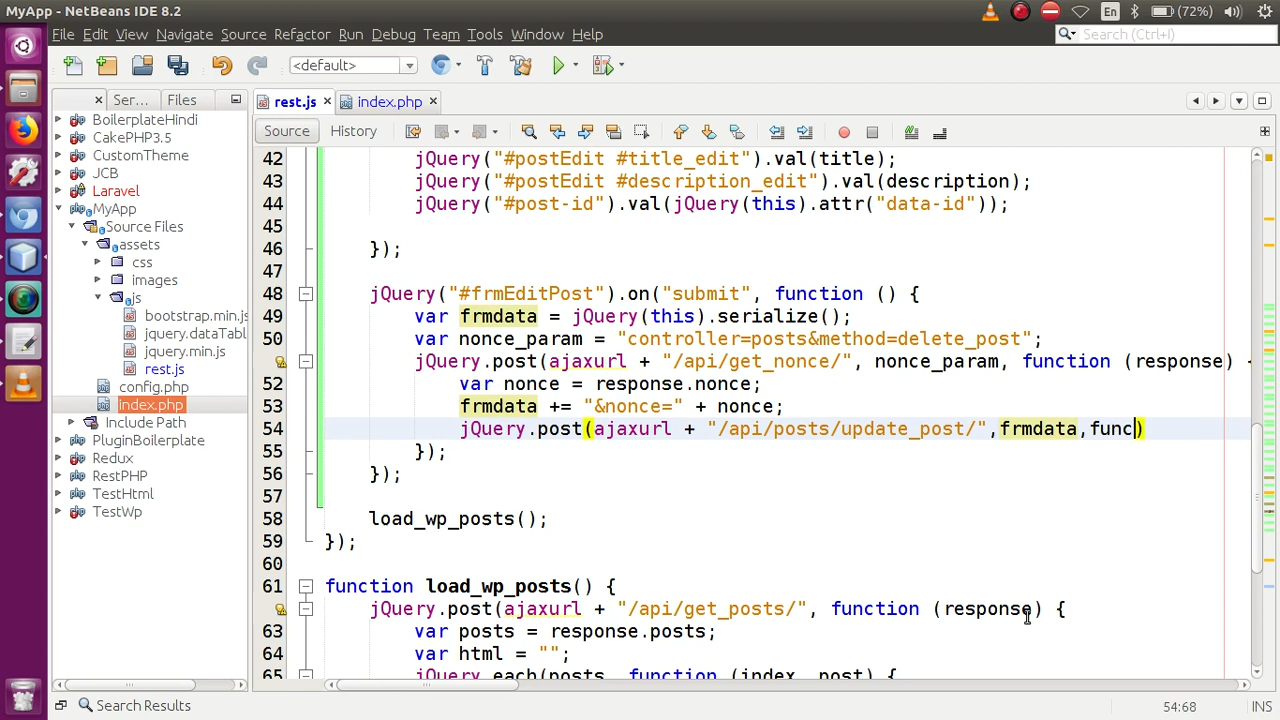 MyApp - NetBeans IDE 8.2
En
(72%)
File Edit View Navigate Source Refactor Run Debug Team Tools Window Help
Search (Ctrl+I)
<default>
Ser... Files
rest.js index.php
Source History
BoilerplateHindi
CakePHP3.5
CustomTheme
JCB
Laravel
MyApp
Source Files
assets
css
images
js
bootstrap.min.js
jquery.dataTabl
jquery.min.js
rest.js
config.php
index.php
Include Path
PluginBoilerplate
Redux
RestPHP
TestHtml
TestWp
42 jQuery("#postEdit #title_edit").val(title);
43 jQuery("#postEdit #description_edit").val(description);
44 jQuery("#post-id").val(jQuery(this).attr("data-id"));
45
46 });
47
48 jQuery("#frmEditPost").on("submit", function () {
49 var frmdata = jQuery(this).serialize();
50 var nonce_param = "controller=posts&method=delete_post";
jQuery.post(ajaxurl + "/api/get_nonce/", nonce_param, function (response) {
52 var nonce = response.nonce;
53 frmdata += "&nonce=" + nonce;
54 jQuery.post(ajaxurl + "/api/posts/update_post/",frmdata,func)
55 });
56 });
57
58 load_wp_posts();
59 });
60
61 function load_wp_posts() {
jQuery.post(ajaxurl + "/api/get_posts/", function (response) {
63 var posts = response.posts;
64 var html = "";
65 jQuery.each(posts, function (index, post) {
Search Results
54:68 INS